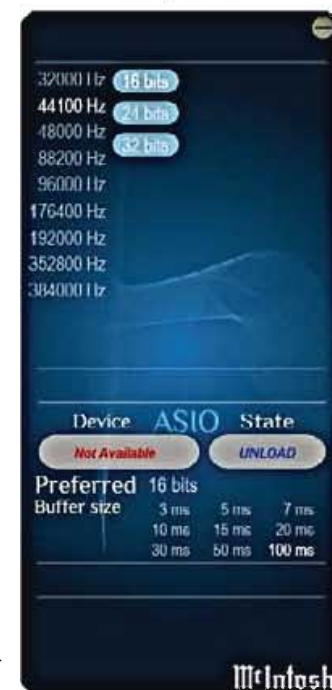 32000 Hz 16 bits
44100 Hz 24 bits
48000 Hz 32 bits
88200 Hz
96000 Hz
176400 Hz
192000 Hz
352800 Hz
384000 Hz
Device ASIO State
Not Available UNLOAD
Preferred 16 bits
Buffer size 3 ms 5 ms 7 ms
10 ms 15 ms 20 ms
30 ms 50 ms 100 ms
McIntosh